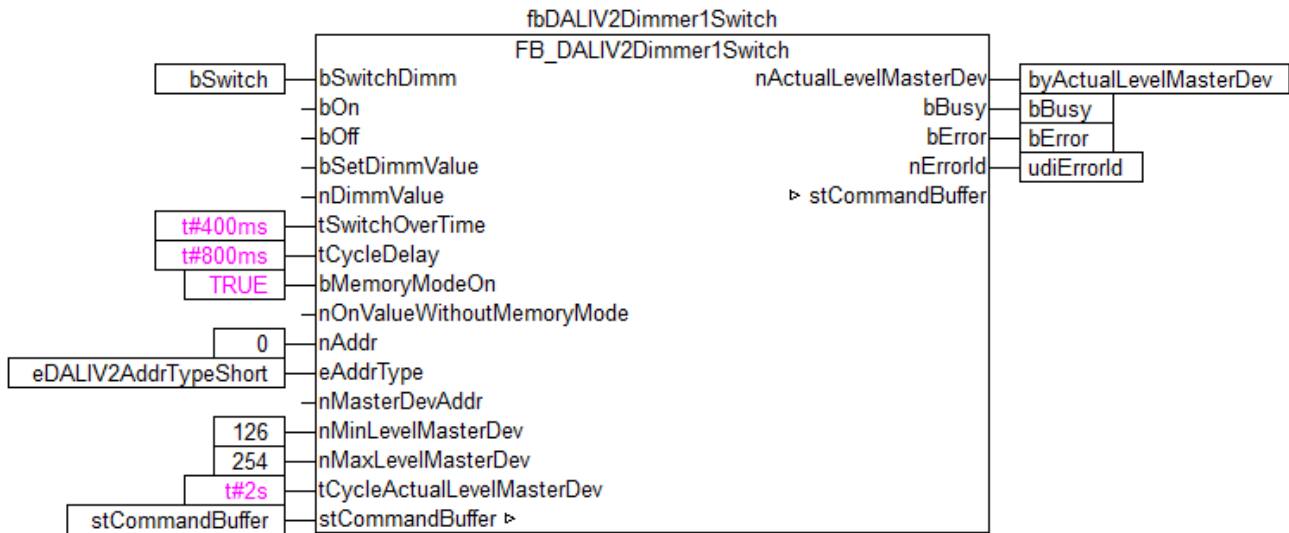 fbDALIV2Dimmer1Switch
FB_DALIV2Dimmer1Switch
bSwitch bSwitchDimm nActualLevelMasterDev byActualLevelMasterDev
bOn bBusy bBusy
bOff bError bError
bSetDimmValue nErrorId udiErrorId
nDimmValue stCommandBuffer
t#400ms tSwitchOverTime
t#800ms tCycleDelay
TRUE bMemoryModeOn
nOnValueWithoutMemoryMode
0 nAddr
eDALIV2AddrTypeShort eAddrType
nMasterDevAddr
126 nMinLevelMasterDev
254 nMaxLevelMasterDev
t#2s tCycleActualLevelMasterDev
stCommandBuffer stCommandBuffer